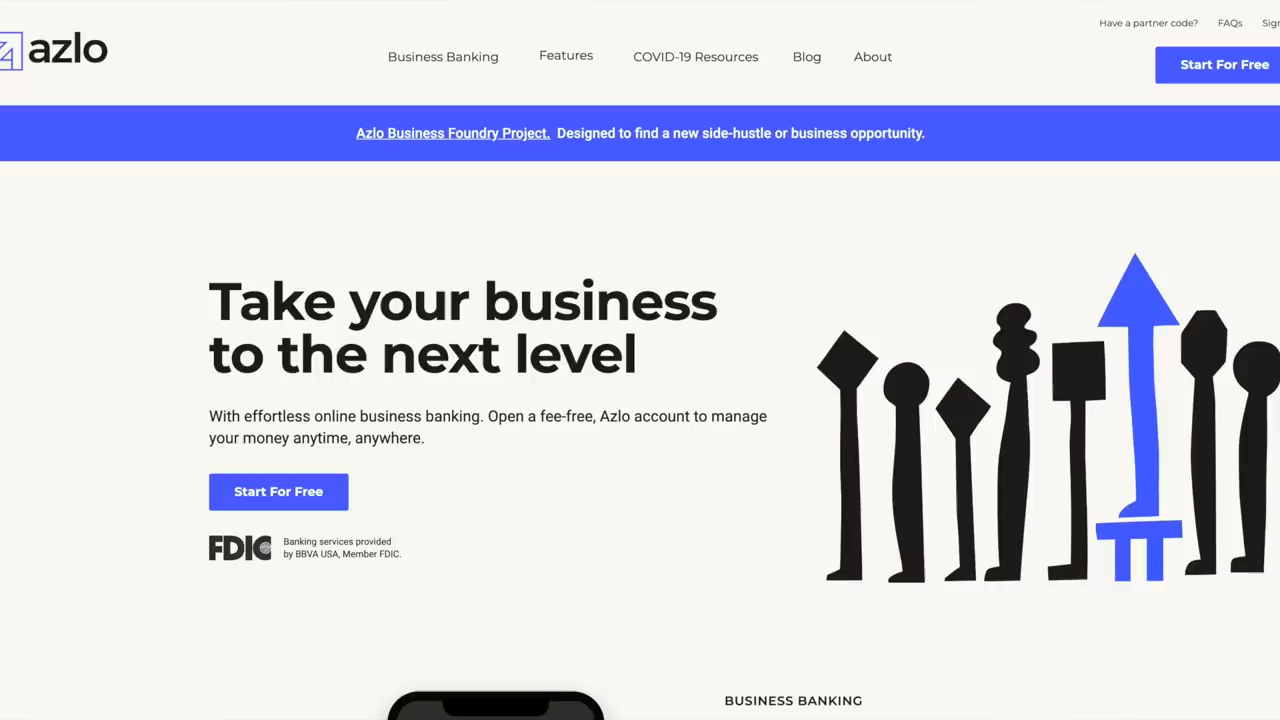 Have a partner code? FAQs Sign
azlo
Business Banking Features COVID-19 Resources Blog About
Start For Free
Azlo Business Foundry Project. Designed to find a new side-hustle or business opportunity.
Take your business
to the next level
With effortless online business banking. Open a fee-free, Azlo account to manage
your money anytime, anywhere.
Start For Free
FDIC
Banking services provided
by BBVA USA, Member FDIC.
BUSINESS BANKING